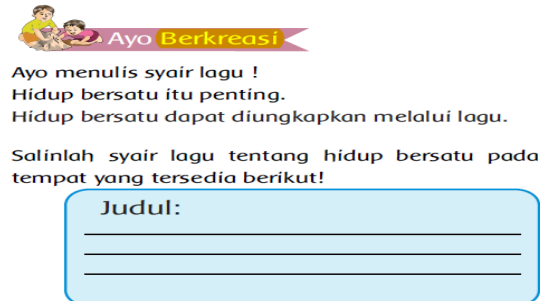 Ayo Berkreasi
Ayo menulis syair lagu !
Hidup bersatu itu penting.
Hidup bersatu dapat diungkapkan melalui lagu.
Salinlah syair lagu tentang hidup bersatu pada
tempat yang tersedia berikut!
Judul: